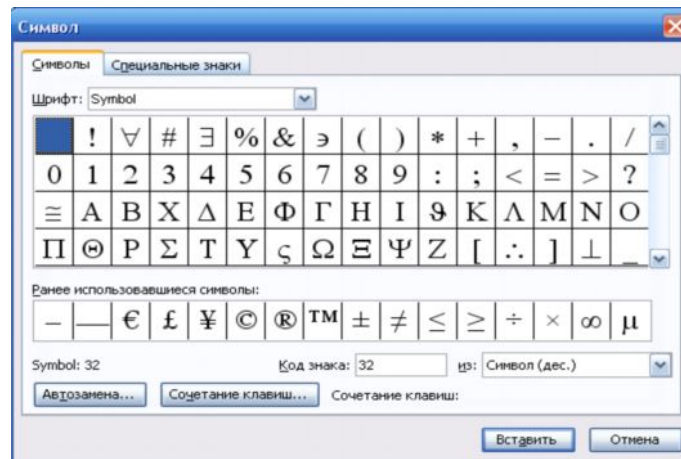 Символ
Символы Специальные знаки
Шрифт: Symbol
! ∀ # ∃ % & ∍ ( ) ∗ + , − . /
0 1 2 3 4 5 6 7 8 9 : ; < = > ?
≅ Α Β Χ Δ Ε Φ Γ Η Ι ϑ Κ Λ Μ Ν Ο
Π Θ Ρ Σ Τ Υ ς Ω Ξ Ψ Ζ [ ∴ ] ⊥ _
Ранее использовавшиеся символы:
– — € £ ¥ © ® ™ ± ≠ ≤ ≥ ÷ × ∞ µ
Symbol: 32 Код знака: 32 из: Символ (дес.)
Автозамена... Сочетание клавиш... Сочетание клавиш:
Вставить Отмена